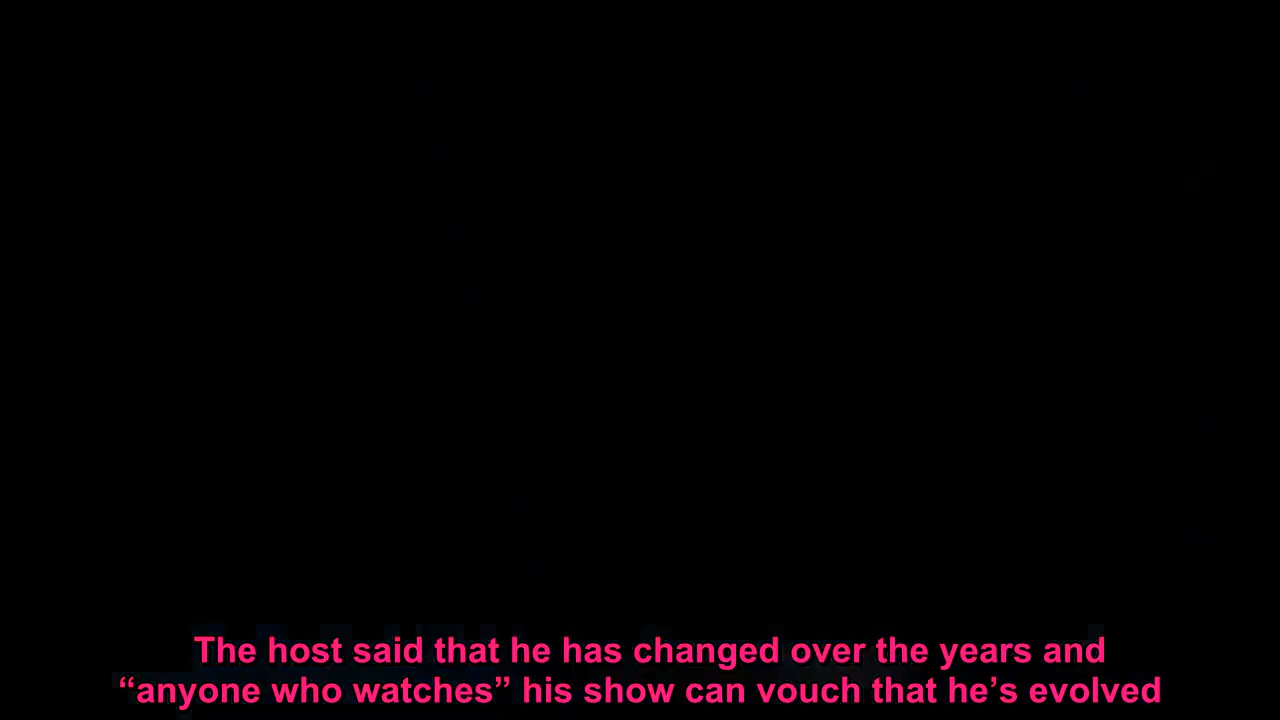 The host said that he has changed over the years and
“anyone who watches” his show can vouch that he’s evolved